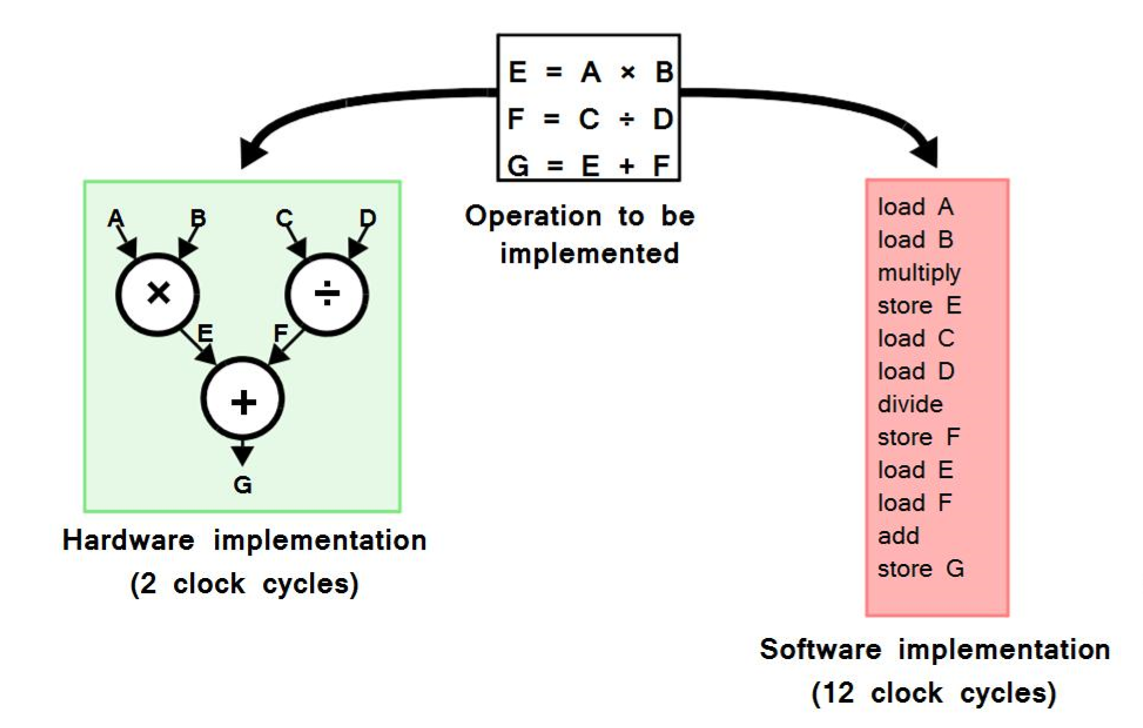 E = A × B
F = C ÷ D
G = E + F
Operation to be
implemented
A B C D
× ÷
E F
+
G
Hardware implementation
(2 clock cycles)
load A
load B
multiply
store E
load C
load D
divide
store F
load E
load F
add
store G
Software implementation
(12 clock cycles)